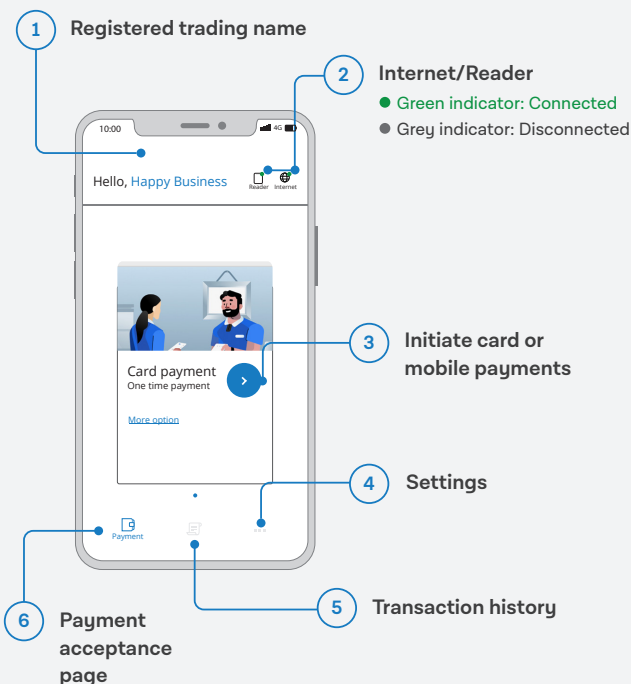 1 Registered trading name
2 Internet/Reader
Green indicator: Connected
Grey indicator: Disconnected
10:00
4G
Hello, Happy Business
Reader Internet
3 Initiate card or
mobile payments
Card payment
One time payment
More option
4 Settings
Payment
5 Transaction history
6 Payment
acceptance
page